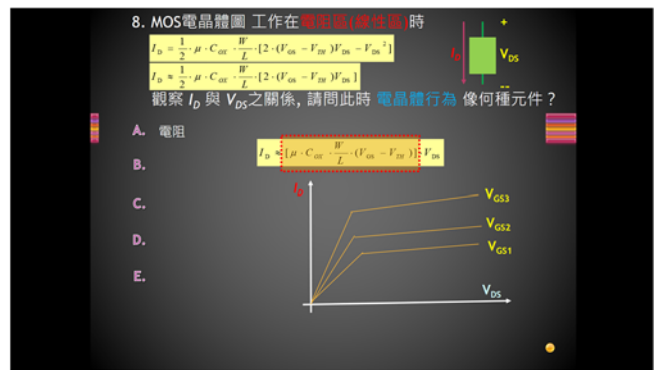 8. MOS電晶體圖 工作在電阻區(線性區)時
I_D = 1/2 · μ · C_OX · W/L · [2 · (V_GS − V_TH)V_DS − V_DS²]
I_D ≈ 1/2 · μ · C_OX · W/L · [2 · (V_GS − V_TH)V_DS]
+
I_D
V_DS
--
觀察 I_D 與 V_DS之關係, 請問此時 電晶體行為 像何種元件？
A. 電阻
B.
I_D ≈ [μ · C_OX · W/L · (V_GS − V_TH)] · V_DS
C.
D.
E.
I_D
V_GS3
V_GS2
V_GS1
V_DS